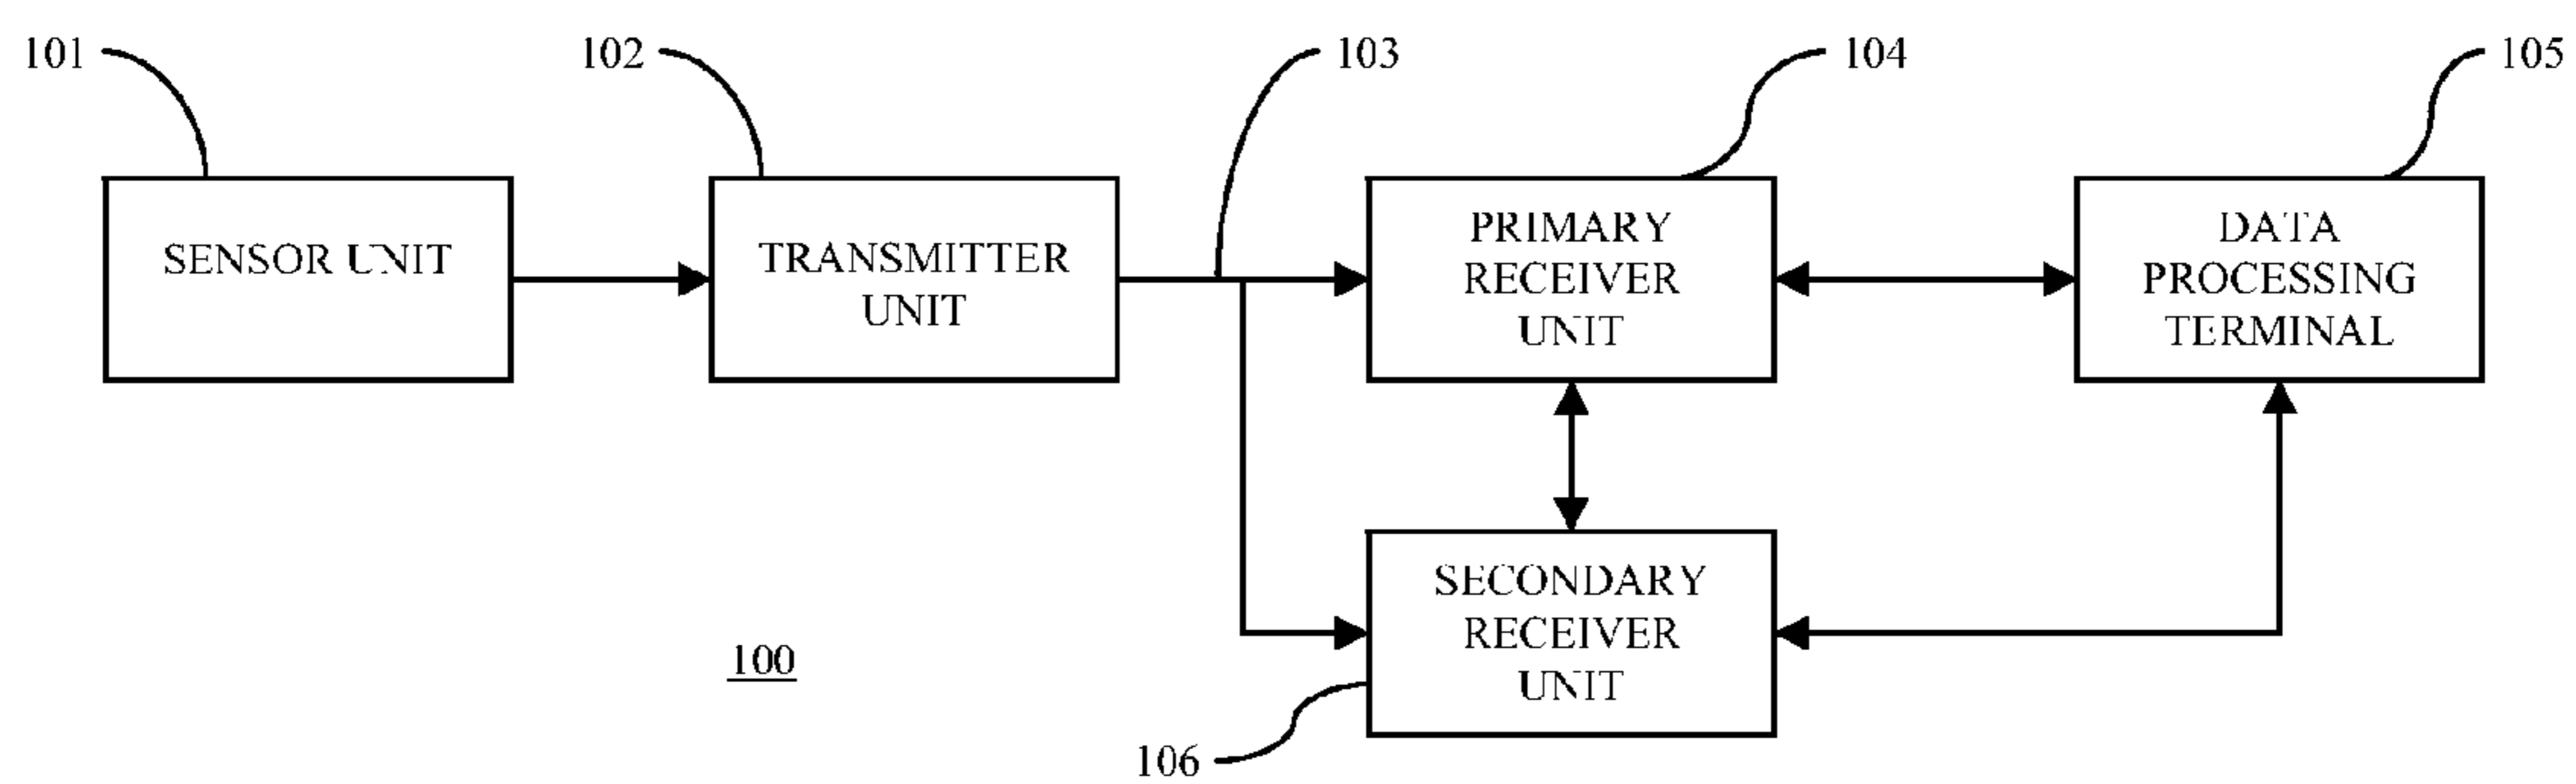 101
102
103
104
105
SENSOR UNIT
TRANSMITTER
UNIT
PRIMARY
RECEIVER
UNIT
DATA
PROCESSING
TERMINAL
SECONDARY
RECEIVER
UNIT
100
106